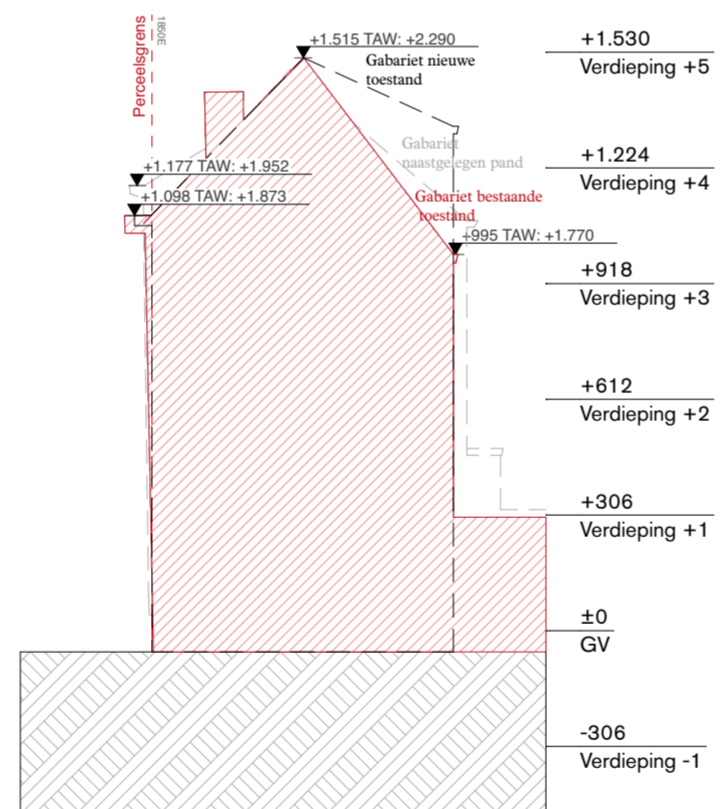 Perceelsgrens
1850E
+1.515 TAW: +2.290
Gabariet nieuwe
toestand
Gabariet
naastgelegen pand
+1.177 TAW: +1.952
+1.098 TAW: +1.873
Gabariet bestaande
toestand
+995 TAW: +1.770
+1.530
Verdieping +5
+1.224
Verdieping +4
+918
Verdieping +3
+612
Verdieping +2
+306
Verdieping +1
±0
GV
-306
Verdieping -1